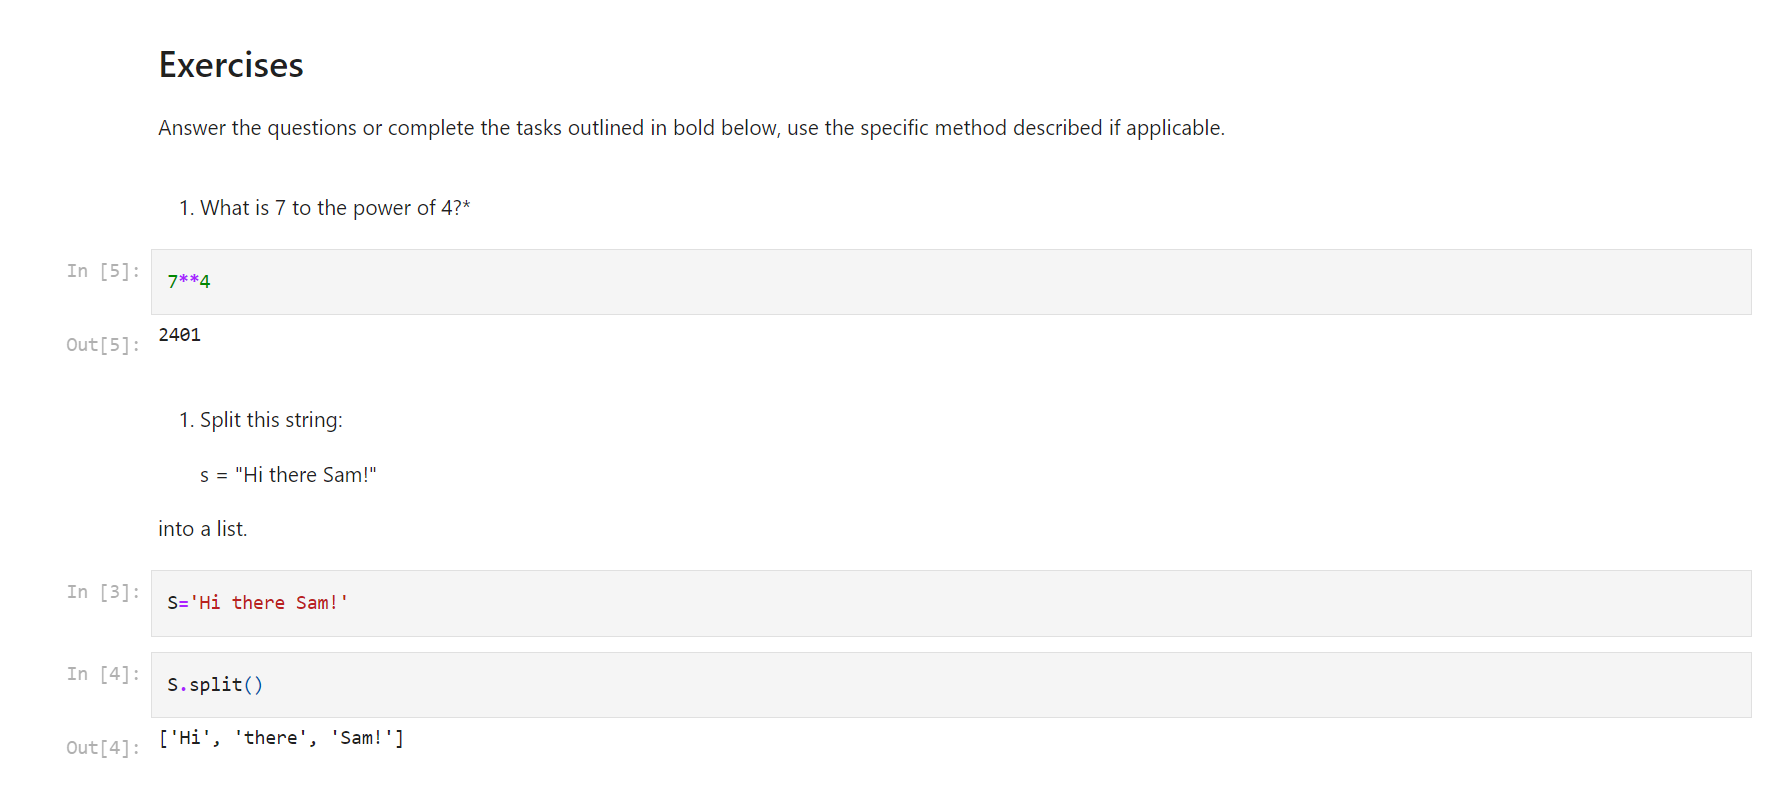 Exercises
Answer the questions or complete the tasks outlined in bold below, use the specific method described if applicable.
1. What is 7 to the power of 4?*
In [5]:
7**4
Out[5]:
2401
1. Split this string:
s = "Hi there Sam!"
into a list.
In [3]:
S='Hi there Sam!'
In [4]:
S.split()
Out[4]:
['Hi', 'there', 'Sam!']